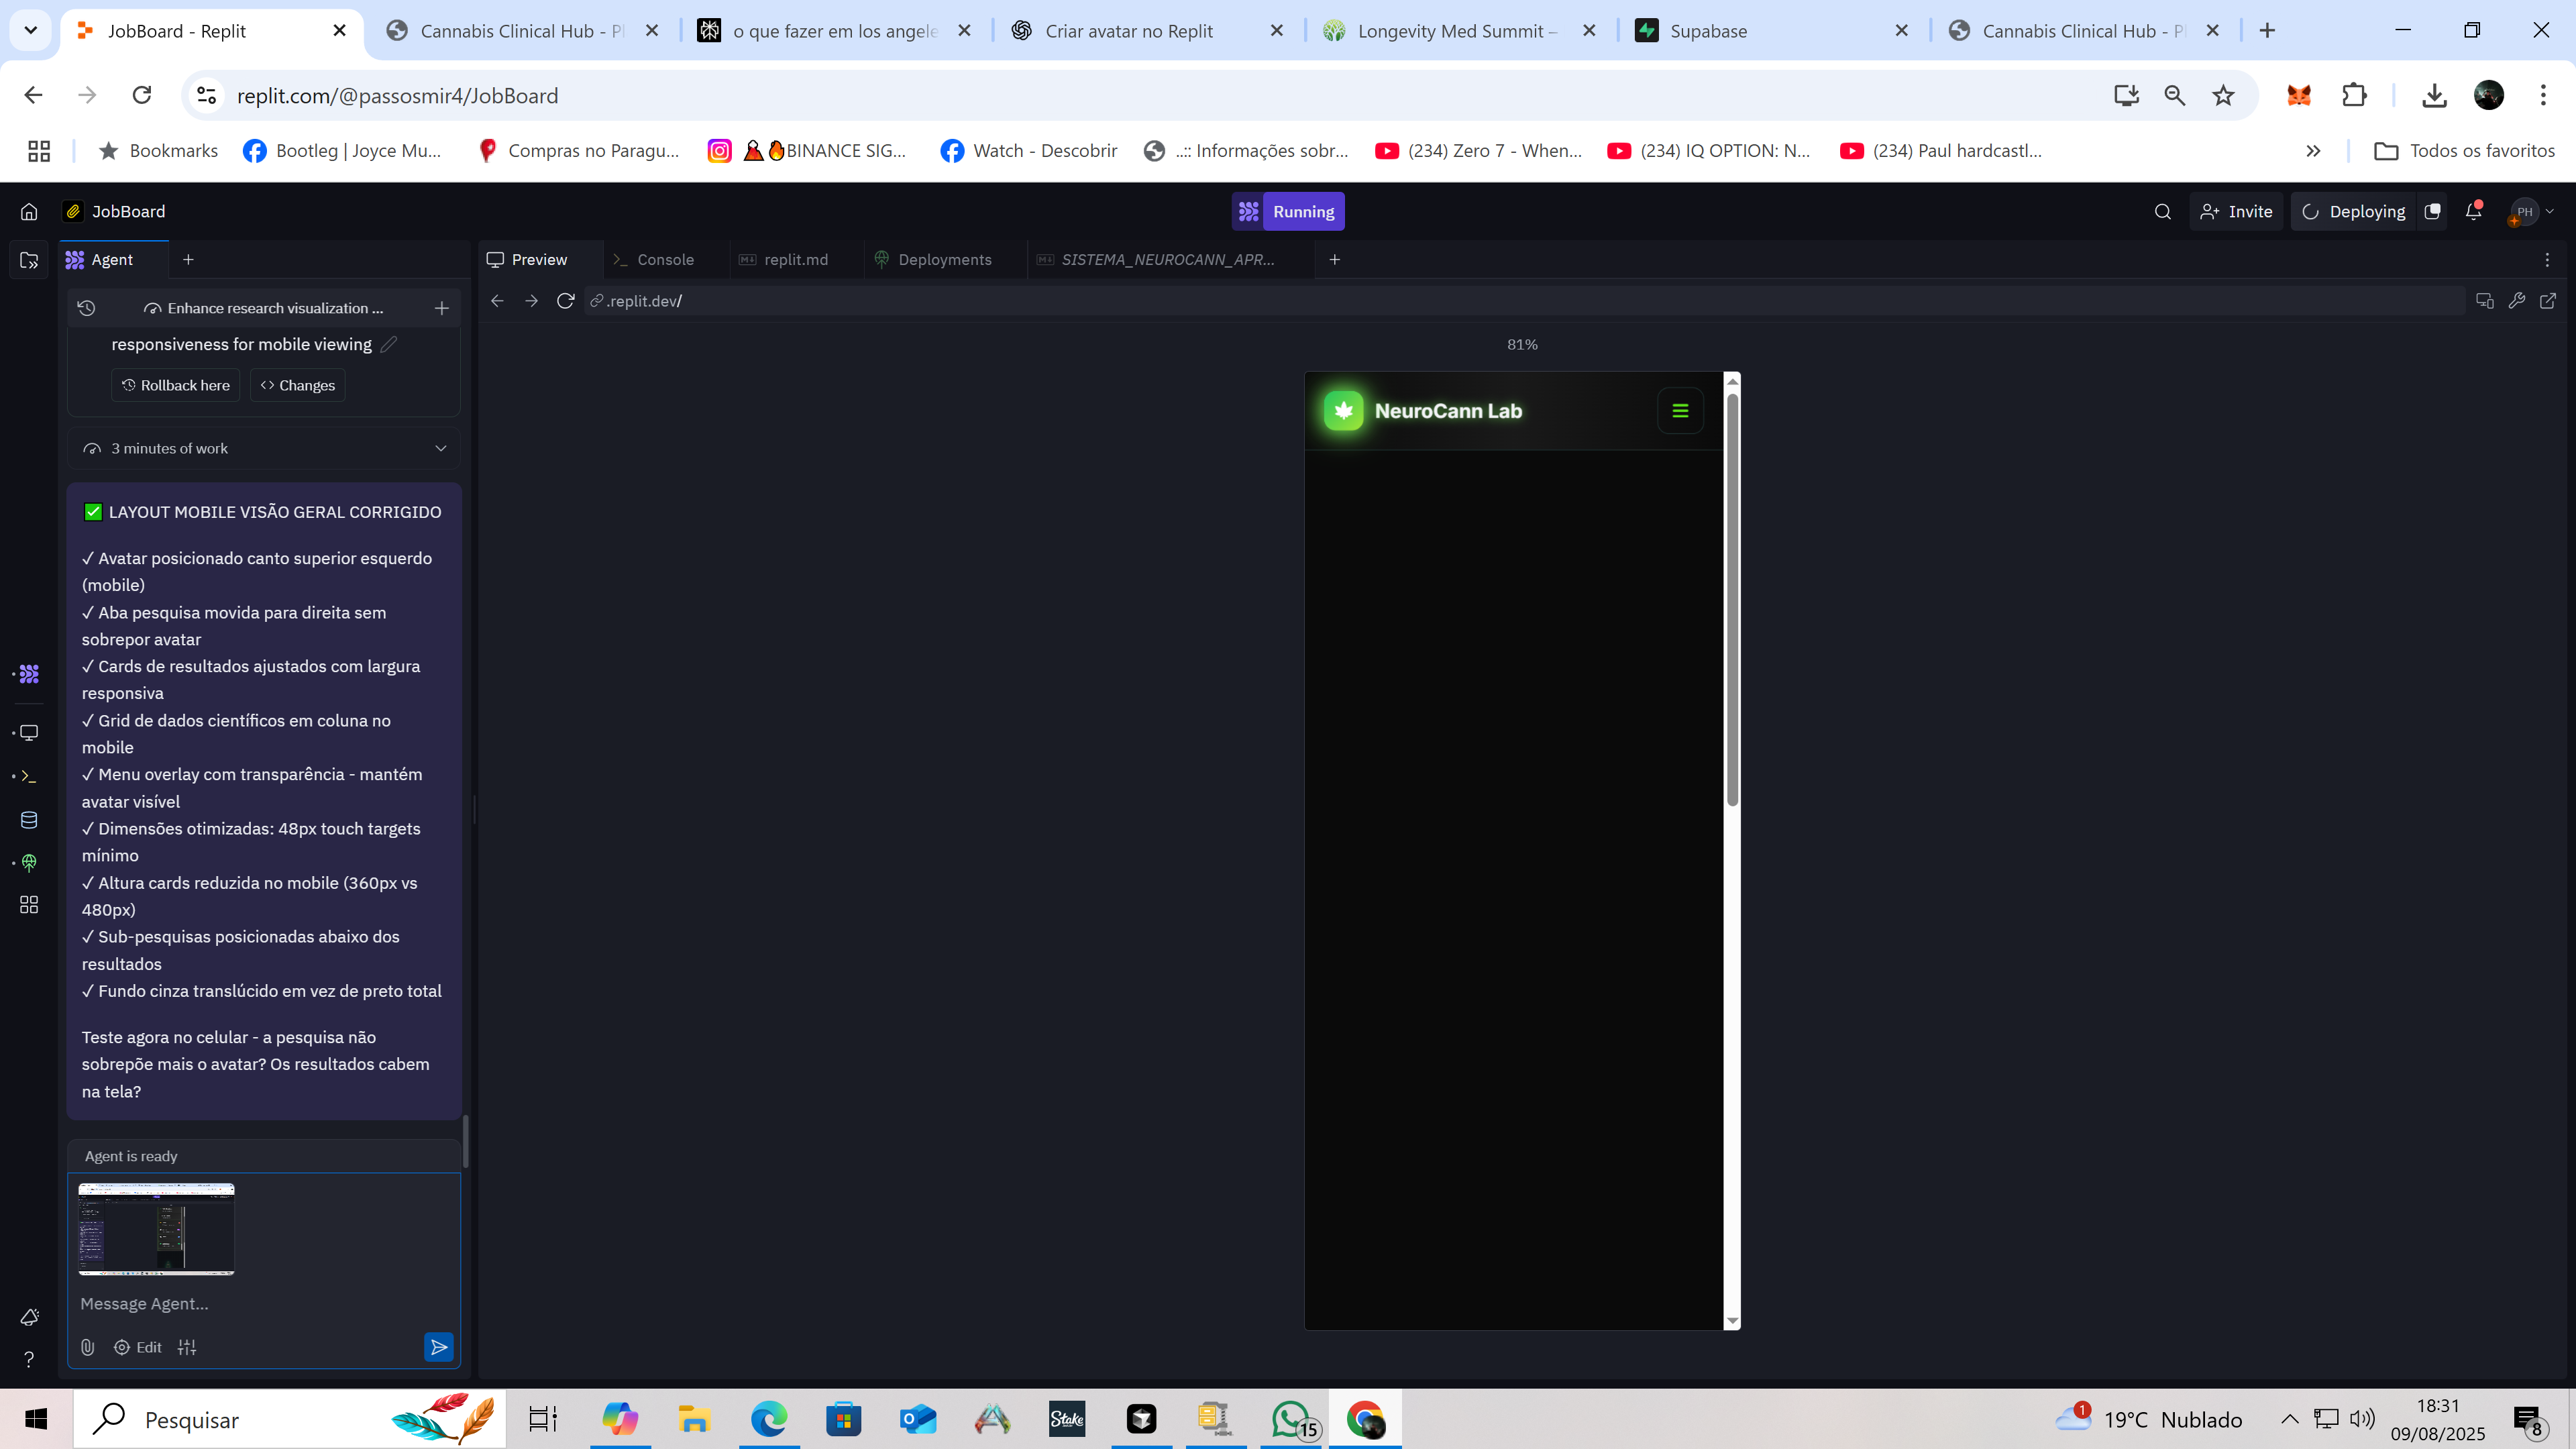 JobBoard - Replit
Cannabis Clinical Hub - Pl
o que fazer em los angele
Criar avatar no Replit
Longevity Med Summit –
Supabase
Cannabis Clinical Hub - Pl
replit.com/@passosmir4/JobBoard
Bookmarks
Bootleg | Joyce Mu...
Compras no Paragu...
BINANCE SIG...
Watch - Descobrir
..:: Informações sobr...
(234) Zero 7 - When...
(234) IQ OPTION: N...
(234) Paul hardcastl...
Todos os favoritos
JobBoard
Running
Invite
Deploying
PH
Agent
Preview
Console
replit.md
Deployments
SISTEMA_NEUROCANN_APR...
Enhance research visualization ...
.replit.dev/
responsiveness for mobile viewing
81%
Rollback here
Changes
NeuroCann Lab
3 minutes of work
✅ LAYOUT MOBILE VISÃO GERAL CORRIGIDO
✓ Avatar posicionado canto superior esquerdo
(mobile)
✓ Aba pesquisa movida para direita sem
sobrepor avatar
✓ Cards de resultados ajustados com largura
responsiva
✓ Grid de dados científicos em coluna no
mobile
✓ Menu overlay com transparência - mantém
avatar visível
✓ Dimensões otimizadas: 48px touch targets
mínimo
✓ Altura cards reduzida no mobile (360px vs
480px)
✓ Sub-pesquisas posicionadas abaixo dos
resultados
✓ Fundo cinza translúcido em vez de preto total
Teste agora no celular - a pesquisa não
sobrepõe mais o avatar? Os resultados cabem
na tela?
Agent is ready
Message Agent...
Edit
Pesquisar
Stake
15
1
19°C Nublado
18:31
09/08/2025
8